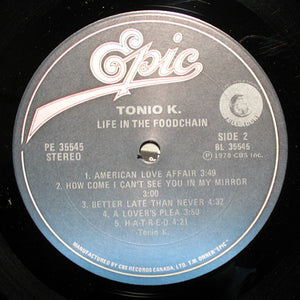 Epic
TONIO K.
LIFE IN THE FOODCHAIN
PE 35545
STEREO
SIDE 2
BL 35545
℗ 1978 CBS Inc.
1. AMERICAN LOVE AFFAIR 3:49
2. HOW COME I CAN'T SEE YOU IN MY MIRROR
3:00
3. BETTER LATE THAN NEVER 4:32
4. A LOVER'S PLEA 3:50
5. H-A-T-R-E-D 4:21
Tonio K.
MANUFACTURED BY CBS RECORDS CANADA, LTD. T.M. OWNER "EPIC"